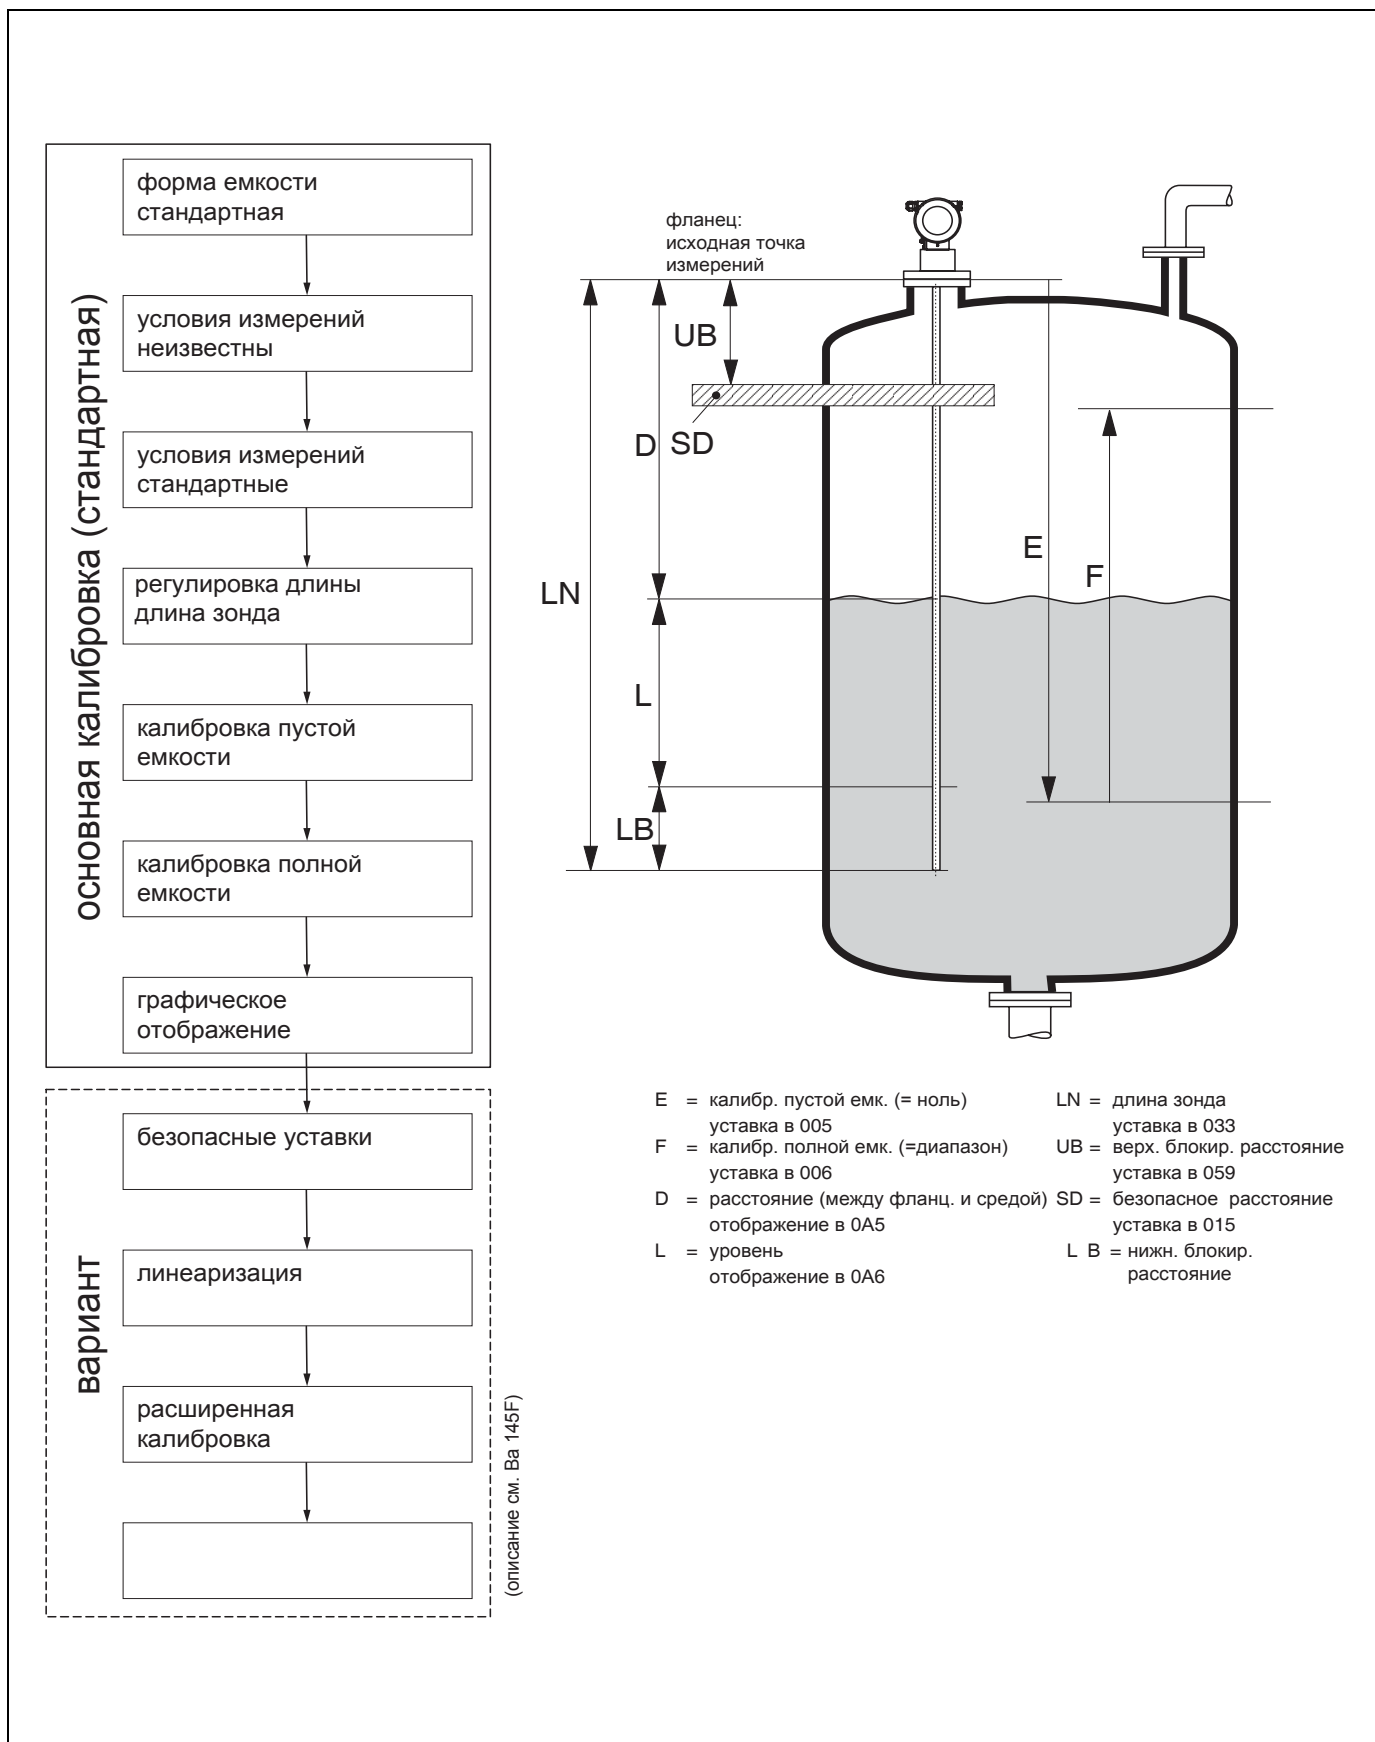 основная калибровка (стандартная)
форма емкости
стандартная
условия измерений
неизвестны
условия измерений
стандартные
регулировка длины
длина зонда
калибровка пустой
емкости
калибровка полной
емкости
графическое
отображение
вариант
безопасные уставки
линеаризация
расширенная
калибровка
(описание см. Ва 145F)
фланец:
исходная точка
измерений
UB
D
SD
E
F
LN
L
LB
E = калибр. пустой емк. (= ноль)
уставка в 005
F = калибр. полной емк. (=диапазон)
уставка в 006
D = расстояние (между фланц. и средой)
отображение в 0A5
L = уровень
отображение в 0A6
LN = длина зонда
уставка в 033
UB = верх. блокир. расстояние
уставка в 059
SD = безопасное расстояние
уставка в 015
L B = нижн. блокир.
расстояние